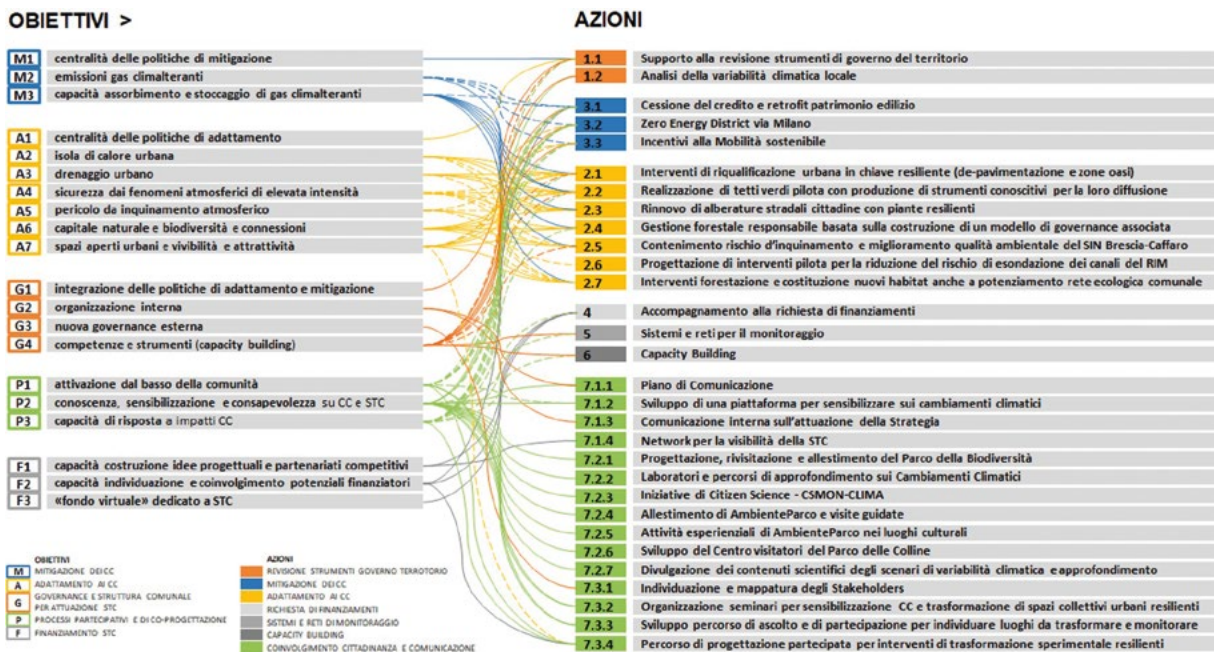 OBIETTIVI >
M1 centralità delle politiche di mitigazione
M2 emissioni gas climalteranti
M3 capacità assorbimento e stoccaggio di gas climalteranti
A1 centralità delle politiche di adattamento
A2 isola di calore urbana
A3 drenaggio urbano
A4 sicurezza dai fenomeni atmosferici di elevata intensità
A5 pericolo da inquinamento atmosferico
A6 capitale naturale e biodiversità e connessioni
A7 spazi aperti urbani e vivibilità e attrattività
G1 integrazione delle politiche di adattamento e mitigazione
G2 organizzazione interna
G3 nuova governance esterna
G4 competenze e strumenti (capacity building)
P1 attivazione dal basso della comunità
P2 conoscenza, sensibilizzazione e consapevolezza su CC e STC
P3 capacità di risposta a impatti CC
F1 capacità costruzione idee progettuali e partenariati competitivi
F2 capacità individuazione e coinvolgimento potenziali finanziatori
F3 «fondo virtuale» dedicato a STC
OBIETTIVI
M MITIGAZIONE DEI CC
A ADATTAMENTO AI CC
G GOVERNANCE E STRUTTURA COMUNALE
PER ATTUAZIONE STC
P PROCESSI PARTECIPATIVI E DI CO-PROGETTAZIONE
F FINANZIAMENTO STC
AZIONI
REVISIONE STRUMENTI GOVERNO TERRITORIO
MITIGAZIONE DEI CC
ADATTAMENTO AI CC
RICHIESTA DI FINANZIAMENTI
SISTEMI E RETI DI MONITORAGGIO
CAPACITY BUILDING
COINVOLGIMENTO CITTADINANZA E COMUNICAZIONE
AZIONI
1.1 Supporto alla revisione strumenti di governo del territorio
1.2 Analisi della variabilità climatica locale
3.1 Cessione del credito e retrofit patrimonio edilizio
3.2 Zero Energy District via Milano
3.3 Incentivi alla Mobilità sostenibile
2.1 Interventi di riqualificazione urbana in chiave resiliente (de-pavimentazione e zone oasi)
2.2 Realizzazione di tetti verdi pilota con produzione di strumenti conoscitivi per la loro diffusione
2.3 Rinnovo di alberature stradali cittadine con piante resilienti
2.4 Gestione forestale responsabile basata sulla costruzione di un modello di governance associata
2.5 Contenimento rischio d'inquinamento e miglioramento qualità ambientale del SIN Brescia-Caffaro
2.6 Progettazione di interventi pilota per la riduzione del rischio di esondazione dei canali del RIM
2.7 Interventi forestazione e costituzione nuovi habitat anche a potenziamento rete ecologica comunale
4 Accompagnamento alla richiesta di finanziamenti
5 Sistemi e reti per il monitoraggio
6 Capacity Building
7.1.1 Piano di Comunicazione
7.1.2 Sviluppo di una piattaforma per sensibilizzare sui cambiamenti climatici
7.1.3 Comunicazione interna sull'attuazione della Strategia
7.1.4 Network per la visibilità della STC
7.2.1 Progettazione, rivisitazione e allestimento del Parco della Biodiversità
7.2.2 Laboratori e percorsi di approfondimento sui Cambiamenti Climatici
7.2.3 Iniziative di Citizen Science - CSMON-CLIMA
7.2.4 Allestimento di AmbienteParco e visite guidate
7.2.5 Attività esperienziali di AmbienteParco nei luoghi culturali
7.2.6 Sviluppo del Centro visitatori del Parco delle Colline
7.2.7 Divulgazione dei contenuti scientifici degli scenari di variabilità climatica e approfondimento
7.3.1 Individuazione e mappatura degli Stakeholders
7.3.2 Organizzazione seminari per sensibilizzazione CC e trasformazione di spazi collettivi urbani resilienti
7.3.3 Sviluppo percorso di ascolto e di partecipazione per individuare luoghi da trasformare e monitorare
7.3.4 Percorso di progettazione partecipata per interventi di trasformazione sperimentale resilienti